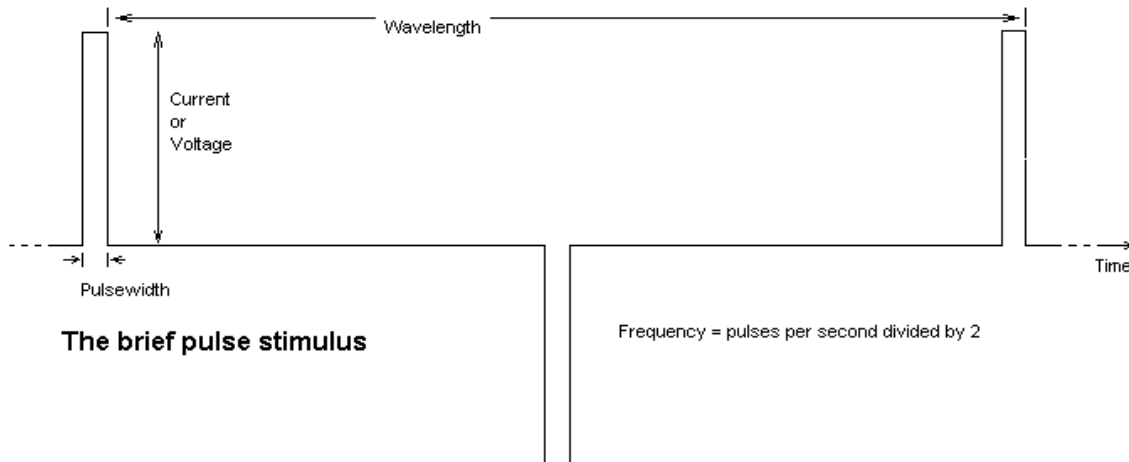 Wavelength
Current
or
Voltage
Time
Pulsewidth
The brief pulse stimulus
Frequency = pulses per second divided by 2